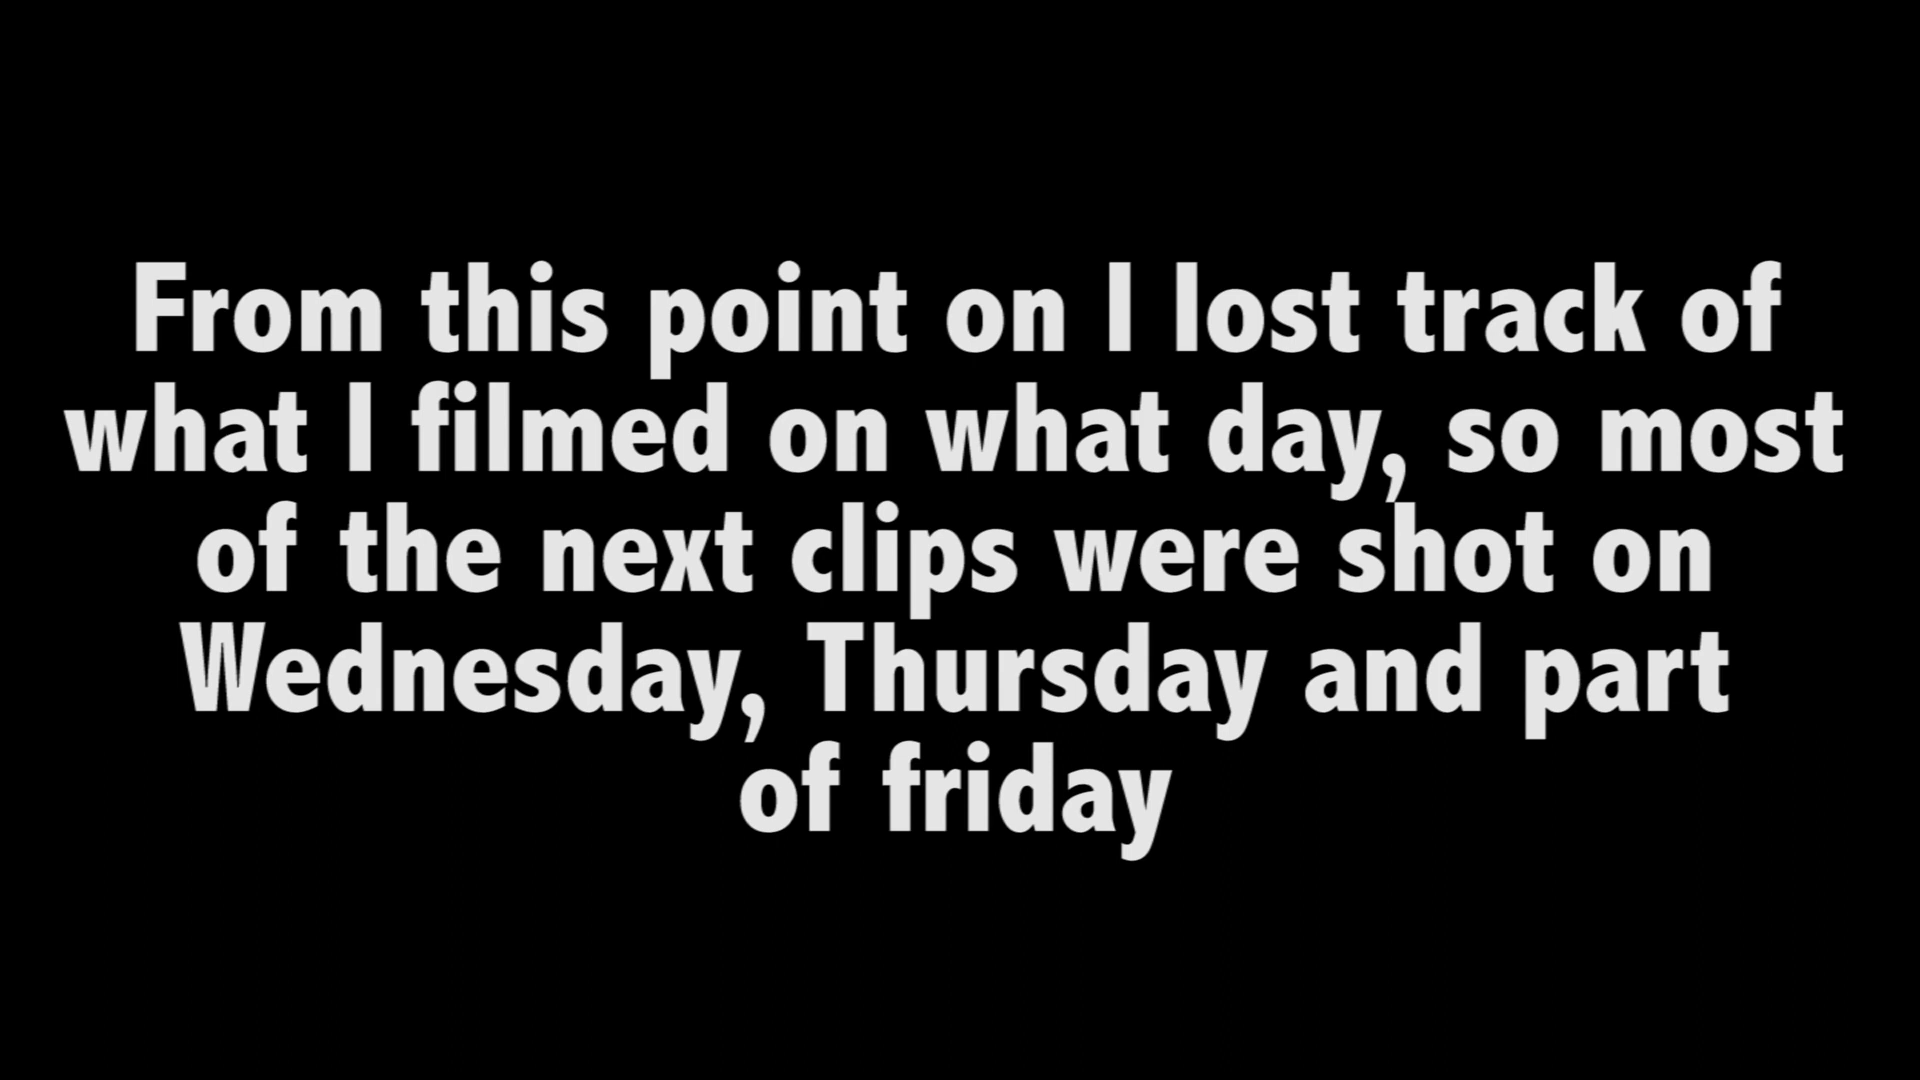 From this point on I lost track of
what I filmed on what day, so most
of the next clips were shot on
Wednesday, Thursday and part
of friday